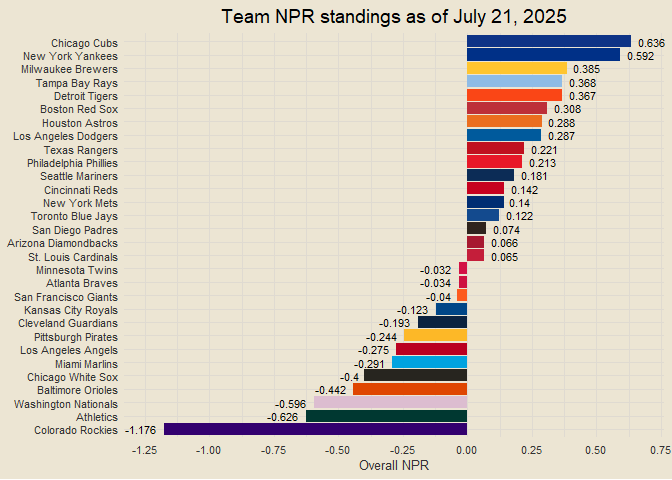 Team NPR standings as of July 21, 2025
Chicago Cubs 0.636
New York Yankees 0.592
Milwaukee Brewers 0.385
Tampa Bay Rays 0.368
Detroit Tigers 0.367
Boston Red Sox 0.308
Houston Astros 0.288
Los Angeles Dodgers 0.287
Texas Rangers 0.221
Philadelphia Phillies 0.213
Seattle Mariners 0.181
Cincinnati Reds 0.142
New York Mets 0.14
Toronto Blue Jays 0.122
San Diego Padres 0.074
Arizona Diamondbacks 0.066
St. Louis Cardinals 0.065
Minnesota Twins -0.032
Atlanta Braves -0.034
San Francisco Giants -0.04
Kansas City Royals -0.123
Cleveland Guardians -0.193
Pittsburgh Pirates -0.244
Los Angeles Angels -0.275
Miami Marlins -0.291
Chicago White Sox -0.4
Baltimore Orioles -0.442
Washington Nationals -0.596
Athletics -0.626
Colorado Rockies -1.176
-1.25 -1.00 -0.75 -0.50 -0.25 0.00 0.25 0.50 0.75
Overall NPR